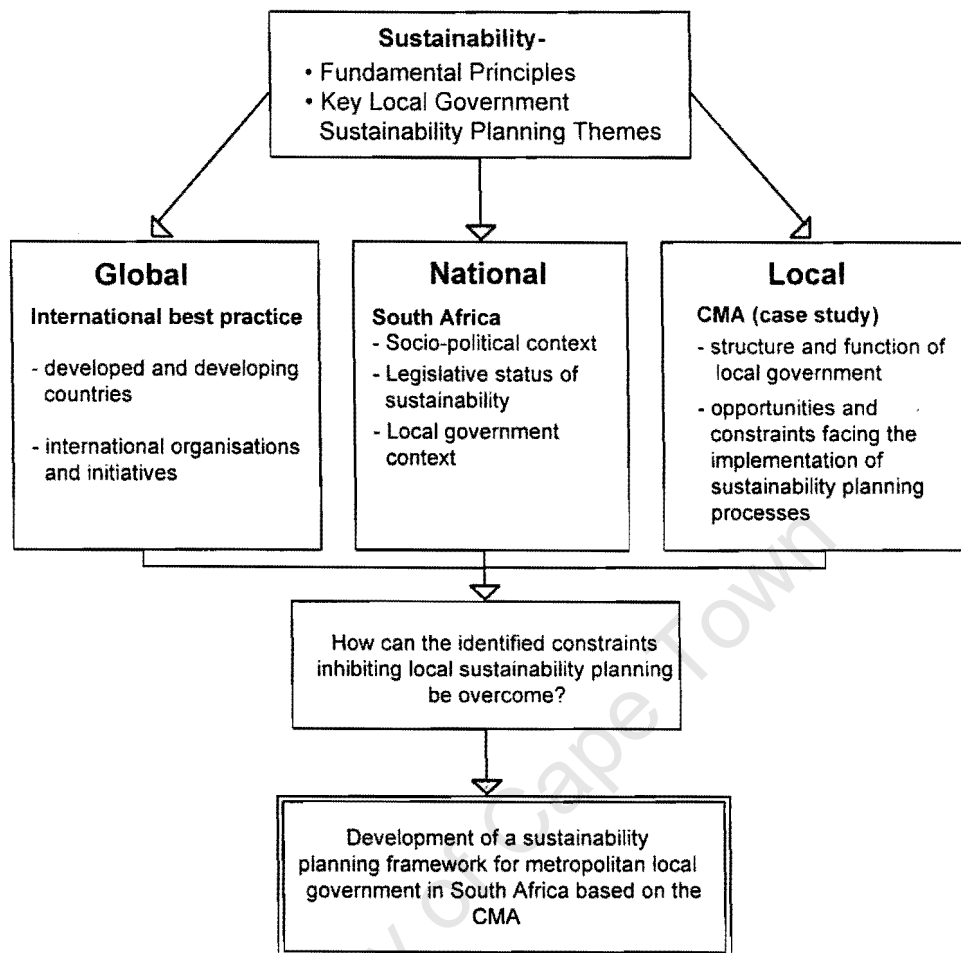 Sustainability-
• Fundamental Principles
• Key Local Government
Sustainability Planning Themes
Global
International best practice
- developed and developing
countries
- international organisations
and initiatives
National
South Africa
- Socio-political context
- Legislative status of
sustainability
- Local government
context
Local
CMA (case study)
- structure and function of
local government
- opportunities and
constraints facing the
implementation of
sustainability planning
processes
How can the identified constraints
inhibiting local sustainability planning
be overcome?
Development of a sustainability
planning framework for metropolitan local
government in South Africa based on the
CMA
of Cape Town